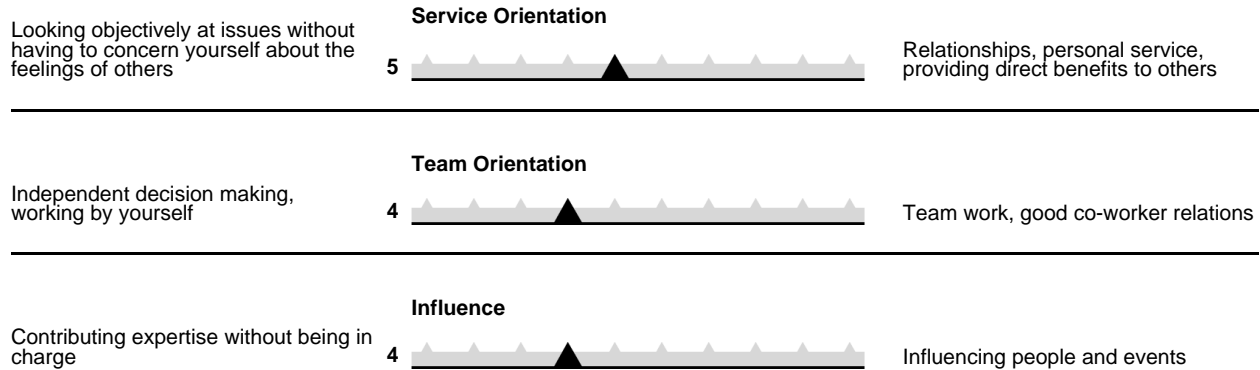 Service Orientation
Looking objectively at issues without
having to concern yourself about the
feelings of others
5
Relationships, personal service,
providing direct benefits to others
Team Orientation
Independent decision making,
working by yourself
4
Team work, good co-worker relations
Influence
Contributing expertise without being in
charge
4
Influencing people and events